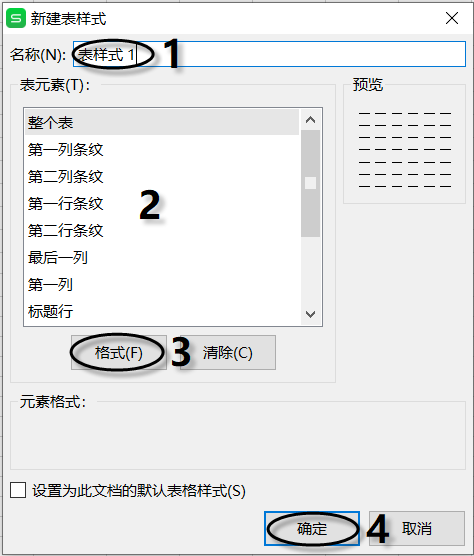 S 新建表样式
名称(N): 表样式 1 1
表元素(T):
预览
整个表
第一列条纹
第二列条纹
第一行条纹
2
第二行条纹
最后一列
第一列
标题行
格式(F) 3 清除(C)
元素格式:
设置为此文档的默认表格样式(S)
确定 4 取消